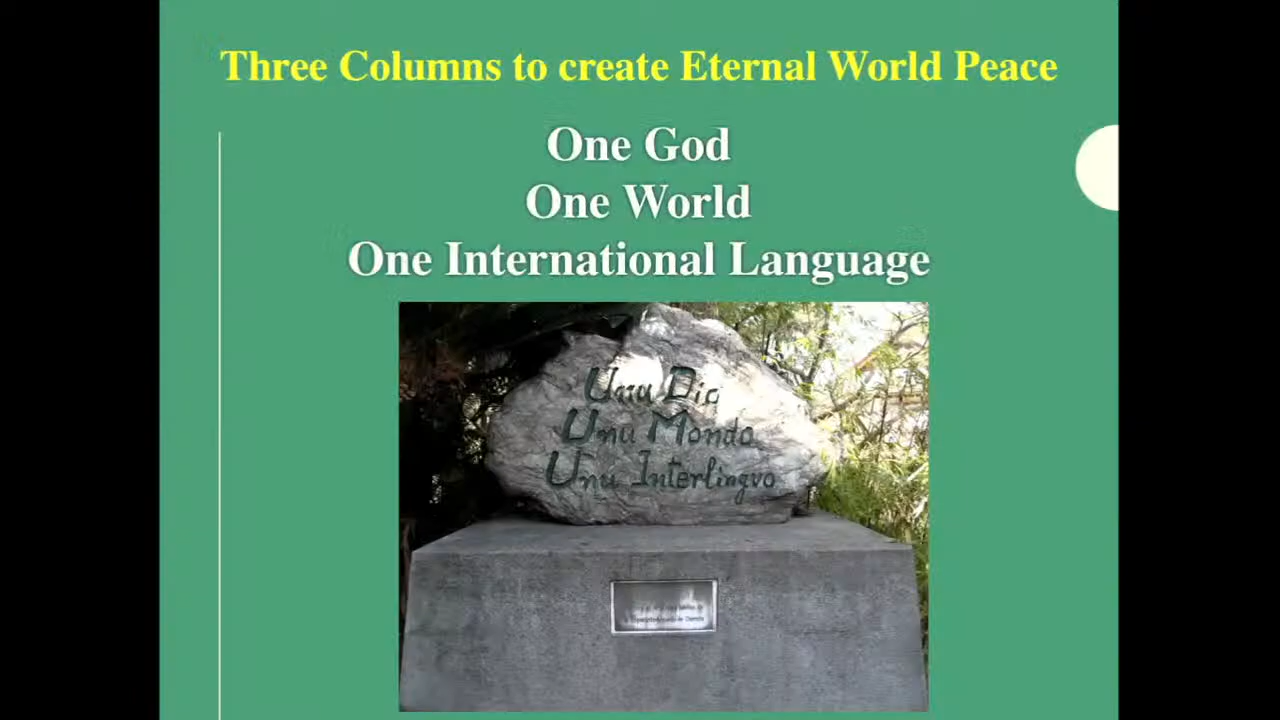 Three Columns to create Eternal World Peace
One God
One World
One International Language
Unu Dio
Unu Mondo
Unu Interlingvo